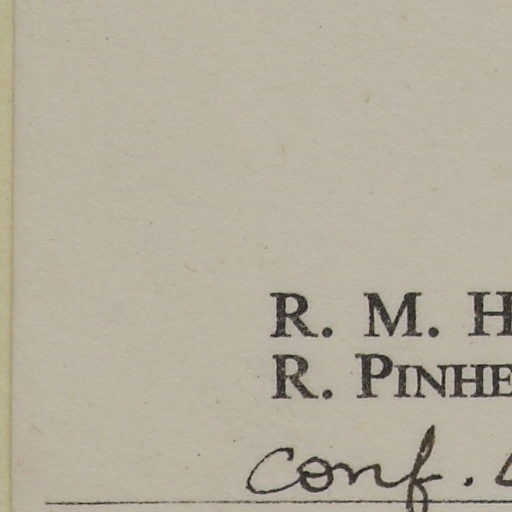 R. M. H
R. PINHE
conf.